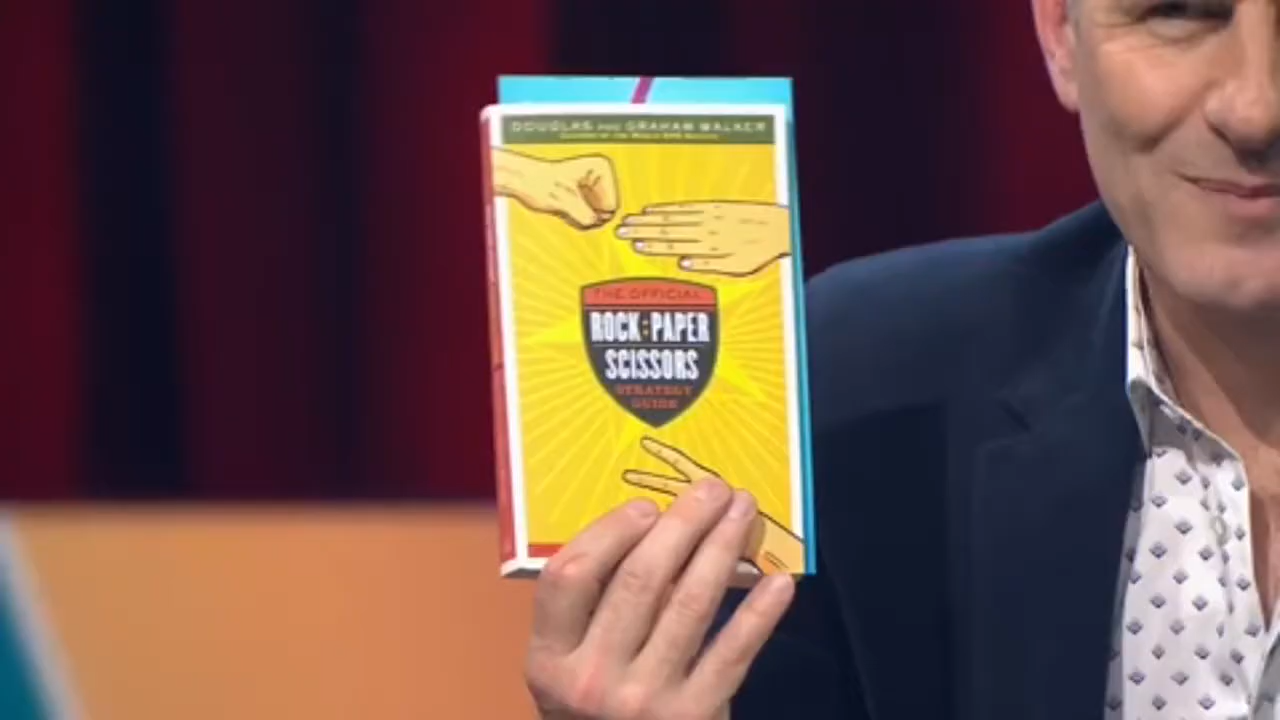 DOUGLAS AND GRAHAM WALKER
THE OFFICIAL
ROCK:PAPER
SCISSORS
STRATEGY
GUIDE